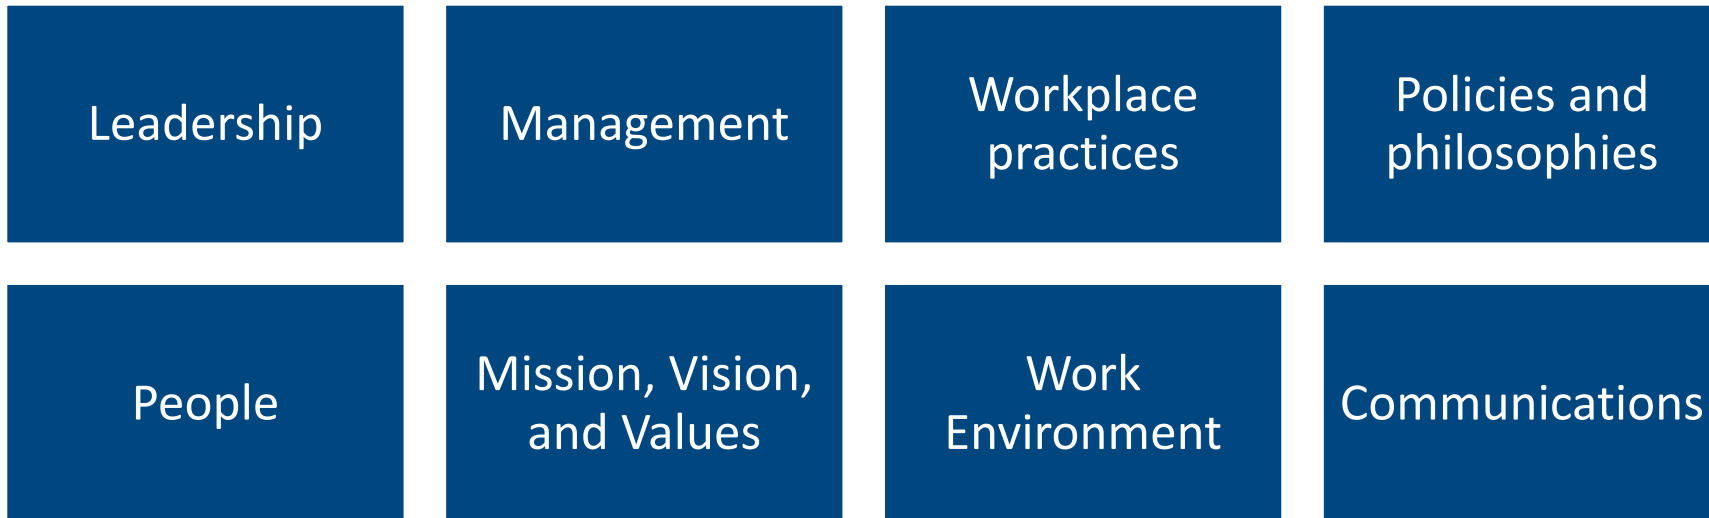 Leadership
Management
Workplace
practices
Policies and
philosophies
People
Mission, Vision,
and Values
Work
Environment
Communications